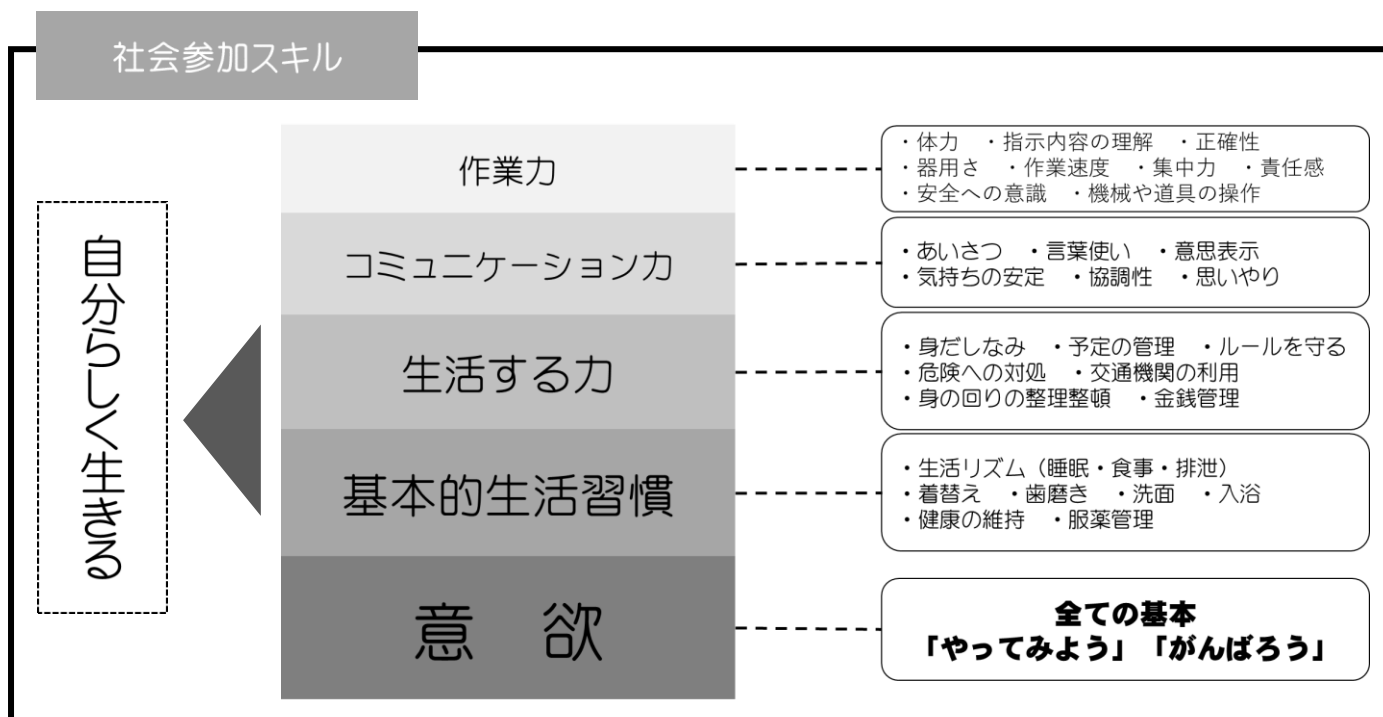 社会参加スキル
自分らしく生きる
作業力
・体力　・指示内容の理解　・正確性
・器用さ　・作業速度　・集中力　・責任感
・安全への意識　・機械や道具の操作
コミュニケーション力
・あいさつ　・言葉使い　・意思表示
・気持ちの安定　・協調性　・思いやり
生活する力
・身だしなみ　・予定の管理　・ルールを守る
・危険への対処　・交通機関の利用
・身の回りの整理整頓　・金銭管理
基本的生活習慣
・生活リズム（睡眠・食事・排泄）
・着替え　・歯磨き　・洗面　・入浴
・健康の維持　・服薬管理
意　欲
全ての基本
「やってみよう」「がんばろう」